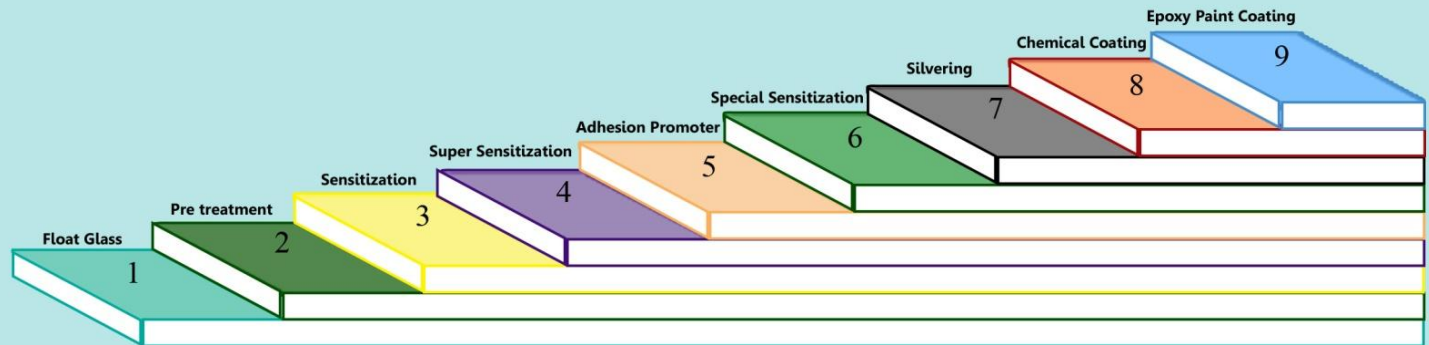 Float Glass
1
Pre treatment
2
Sensitization
3
Super Sensitization
4
Adhesion Promoter
5
Special Sensitization
6
Silvering
7
Chemical Coating
8
Epoxy Paint Coating
9